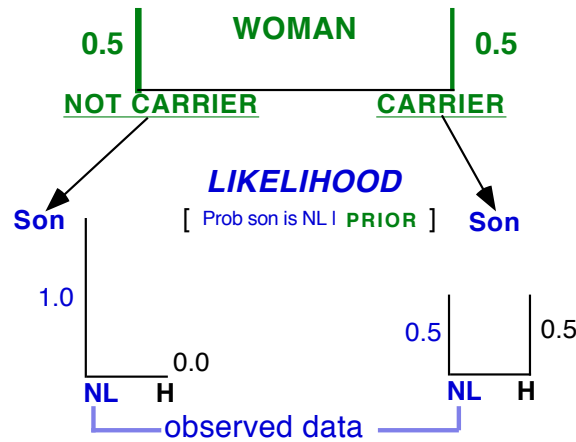 WOMAN
0.5
0.5
NOT CARRIER
CARRIER
LIKELIHOOD
Son
[ Prob son is NL | PRIOR ]
Son
1.0
0.0
0.5
0.5
NL H
NL H
observed data